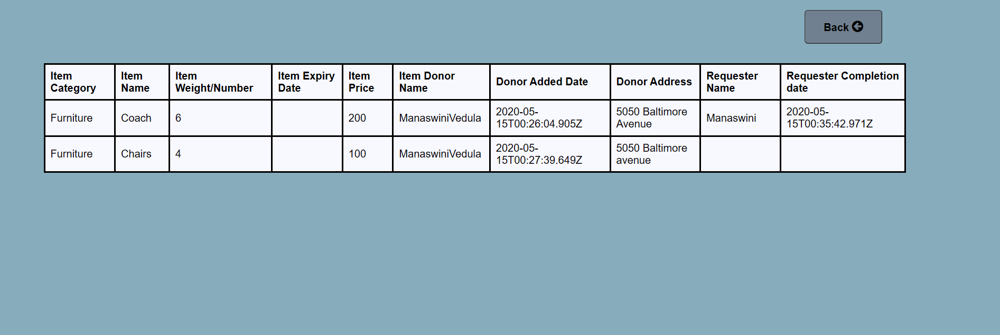 Back
Item Category
Item Name
Item Weight/Number
Item Expiry Date
Item Price
Item Donor Name
Donor Added Date
Donor Address
Requester Name
Requester Completion date
Furniture
Coach
6
200
ManaswiniVedula
2020-05-
15T00:26:04.905Z
5050 Baltimore
Avenue
Manaswini
2020-05-
15T00:35:42.971Z
Furniture
Chairs
4
100
ManaswiniVedula
2020-05-
15T00:27:39.649Z
5050 Baltimore
avenue